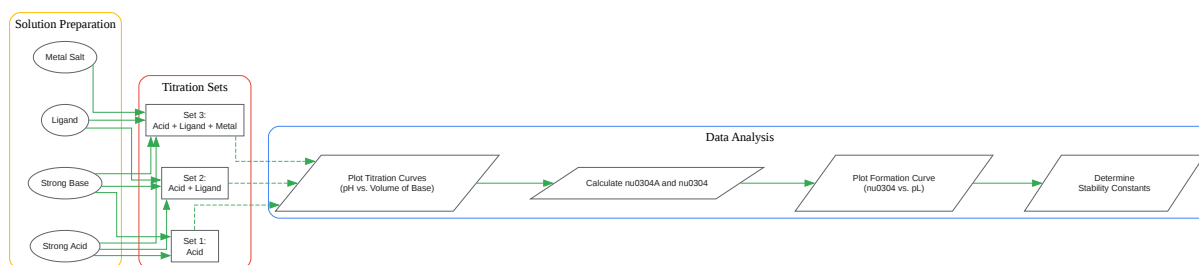 Solution Preparation
Metal Salt
Ligand
Strong Base
Strong Acid
Titration Sets
Set 3:
Acid + Ligand + Metal
Set 2:
Acid + Ligand
Set 1:
Acid
Data Analysis
Plot Titration Curves
(pH vs. Volume of Base)
Calculate nu0304A and nu0304
Plot Formation Curve
(nu0304 vs. pL)
Determine
Stability Constants